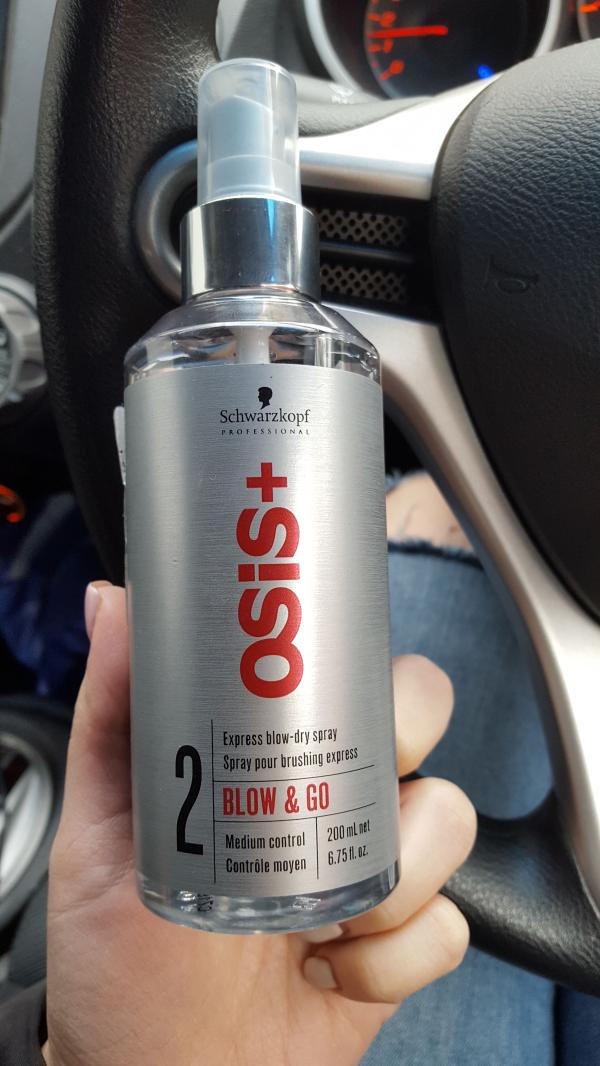 Schwarzkopf
PROFESSIONAL
OSiS+
Express blow-dry spray
Spray pour brushing express
2
BLOW & GO
Medium control
Contrôle moyen
200 mL net
6.75 fl. oz.